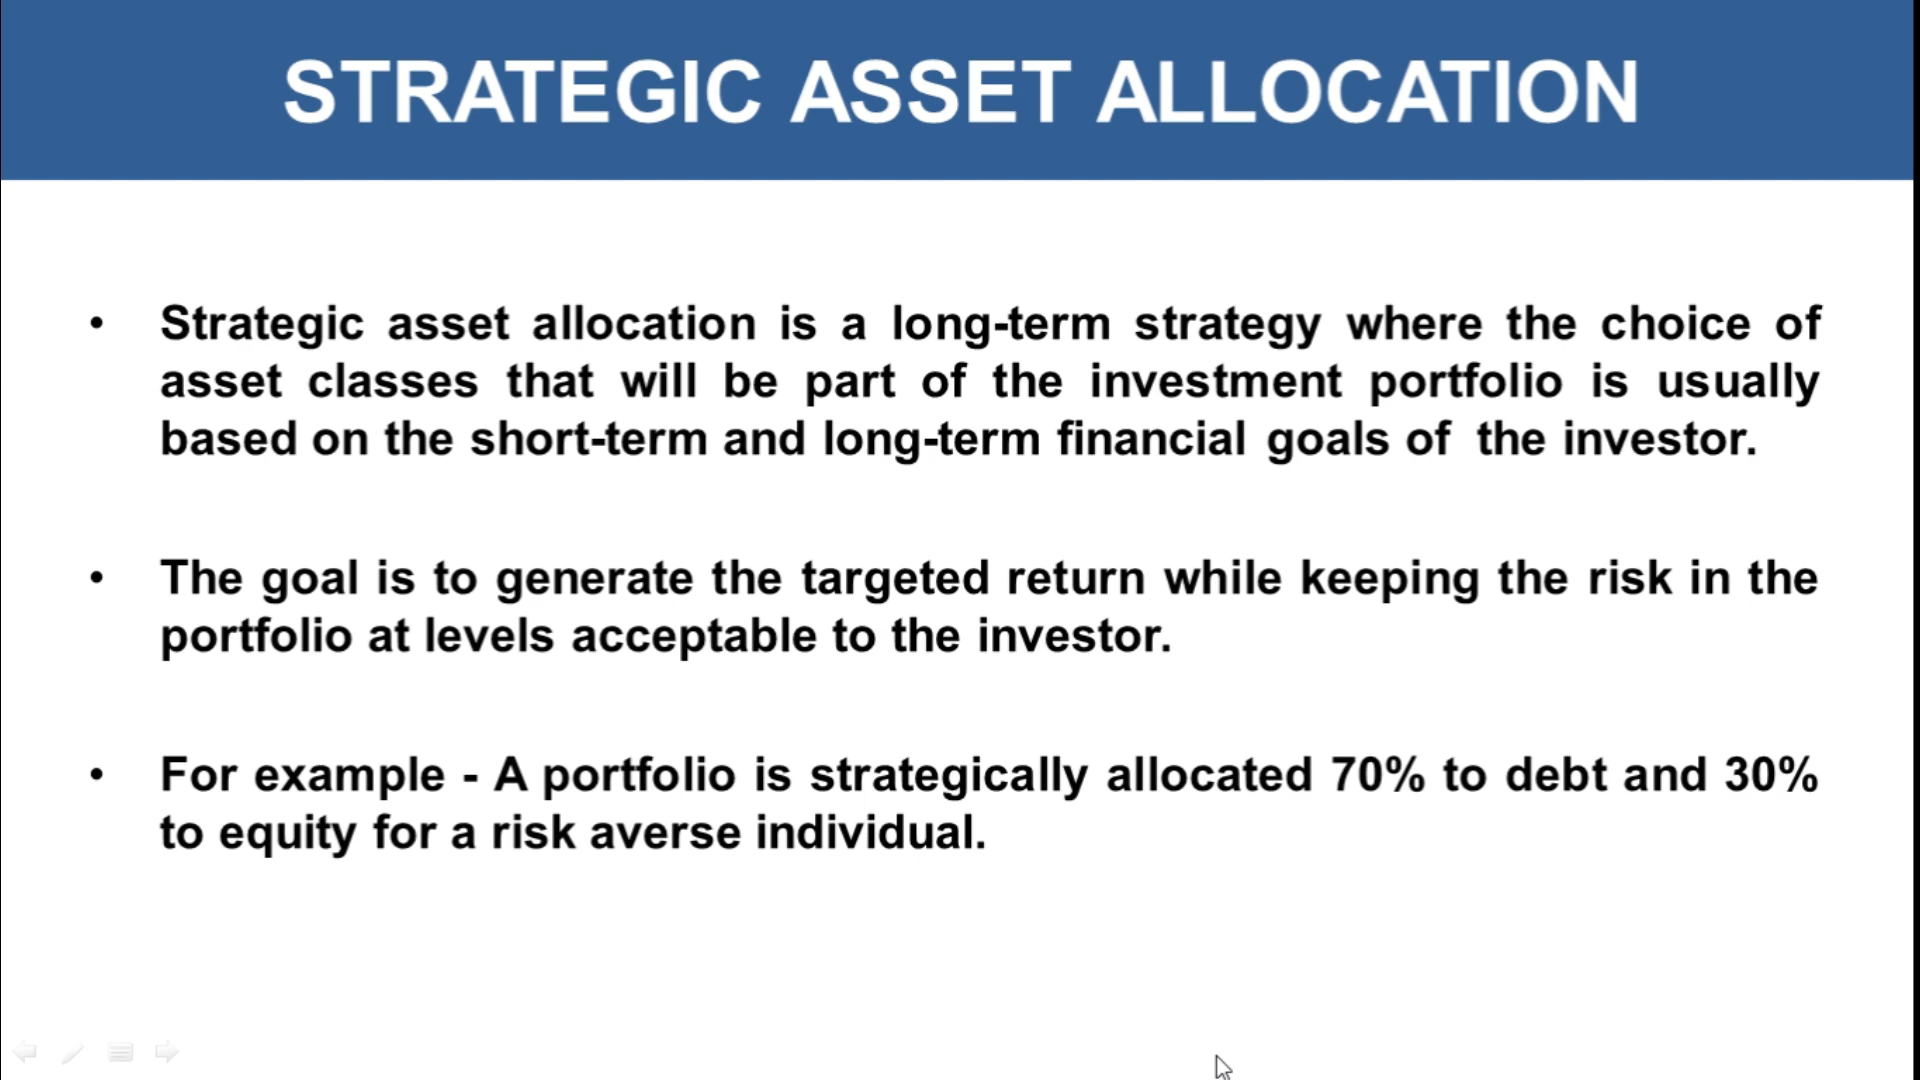 STRATEGIC ASSET ALLOCATION
• Strategic asset allocation is a long-term strategy where the choice of
asset classes that will be part of the investment portfolio is usually
based on the short-term and long-term financial goals of the investor.
• The goal is to generate the targeted return while keeping the risk in the
portfolio at levels acceptable to the investor.
• For example - A portfolio is strategically allocated 70% to debt and 30%
to equity for a risk averse individual.